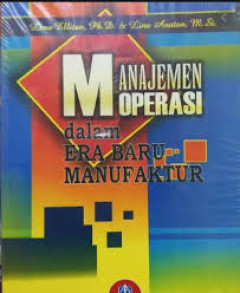 Lena Ellitan, Ph.D. & Lina Anatan, M.Si.
MANAJEMEN
OPERASI
dalam
ERA BARU
MANUFAKTUR